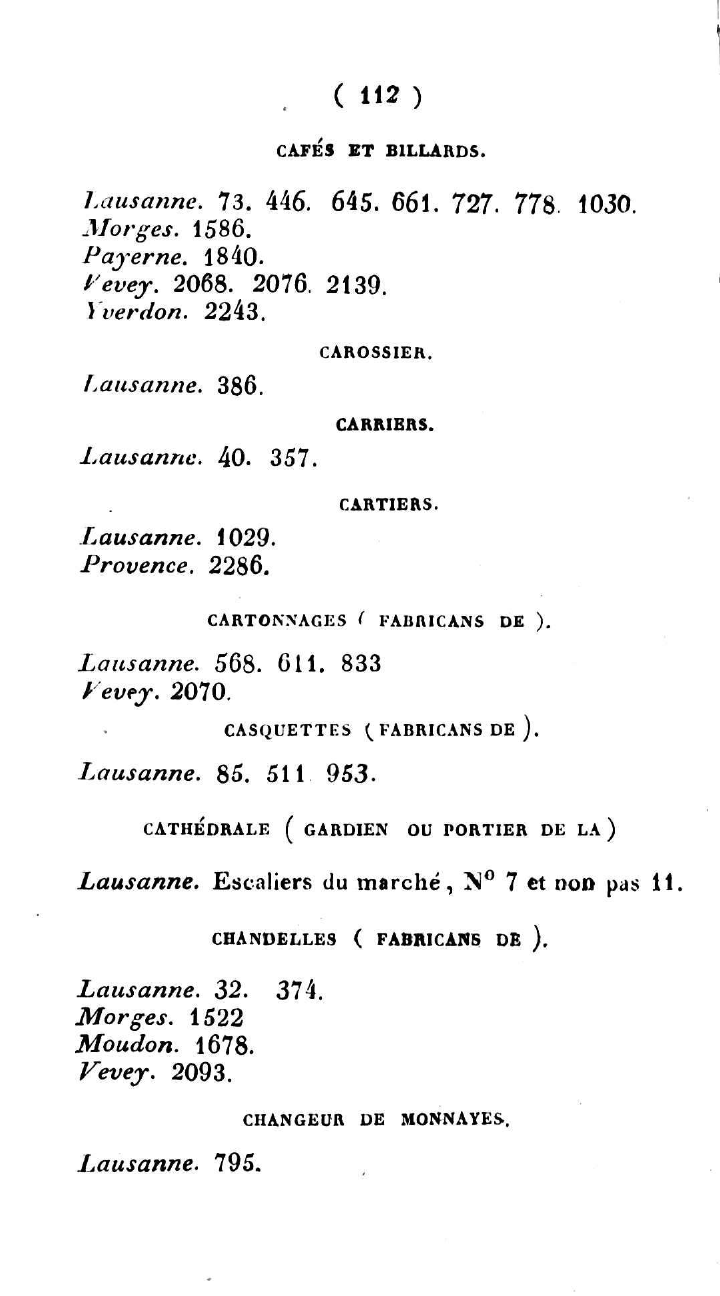 ( 112 )
CAFÉS ET BILLARDS.
Lausanne. 73. 446. 645. 661. 727. 778. 1030.
Morges. 1586.
Payerne. 1840.
Vevey. 2068. 2076. 2139.
Yverdon. 2243.
CAROSSIER.
Lausanne. 386.
CARRIERS.
Lausanne. 40. 357.
CARTIERS.
Lausanne. 1029.
Provence. 2286.
CARTONNAGES ( FABRICANS DE ).
Lausanne. 568. 611. 833
Vevey. 2070.
CASQUETTES ( FABRICANS DE ).
Lausanne. 85. 511 953.
CATHÉDRALE ( GARDIEN OU PORTIER DE LA )
Lausanne. Escaliers du marché, Nº 7 et non pas 11.
CHANDELLES ( FABRICANS DE ).
Lausanne. 32. 374.
Morges. 1522
Moudon. 1678.
Vevey. 2093.
CHANGEUR DE MONNAYES.
Lausanne. 795.